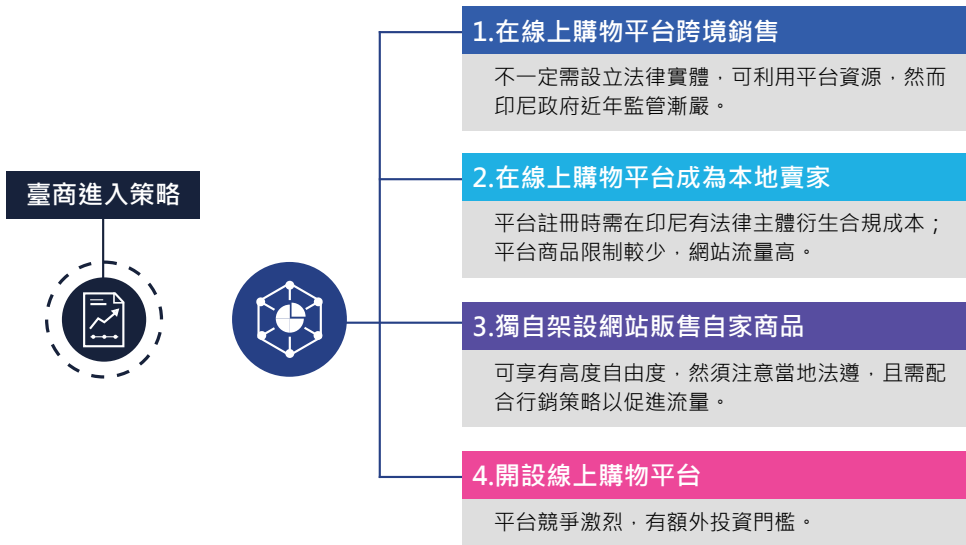 臺商進入策略
1.在線上購物平台跨境銷售
不一定需設立法律實體，可利用平台資源，然而
印尼政府近年監管漸嚴。
2.在線上購物平台成為本地賣家
平台註冊時需在印尼有法律主體衍生合規成本；
平台商品限制較少，網站流量高。
3.獨自架設網站販售自家商品
可享有高度自由度，然須注意當地法遵，且需配
合行銷策略以促進流量。
4.開設線上購物平台
平台競爭激烈，有額外投資門檻。